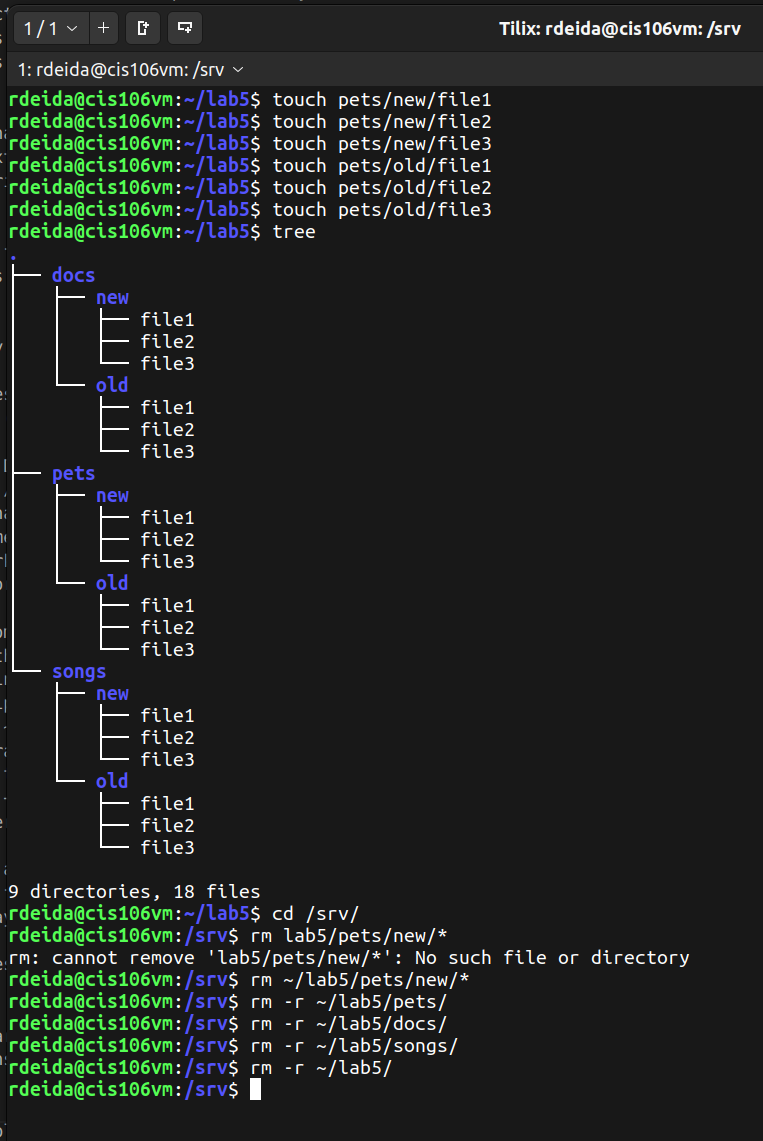 1 / 1
Tilix: rdeida@cis106vm: /srv
1: rdeida@cis106vm: /srv
rdeida@cis106vm:~/lab5$ touch pets/new/file1
rdeida@cis106vm:~/lab5$ touch pets/new/file2
rdeida@cis106vm:~/lab5$ touch pets/new/file3
rdeida@cis106vm:~/lab5$ touch pets/old/file1
rdeida@cis106vm:~/lab5$ touch pets/old/file2
rdeida@cis106vm:~/lab5$ touch pets/old/file3
rdeida@cis106vm:~/lab5$ tree
.
├── docs
│   ├── new
│   │   ├── file1
│   │   ├── file2
│   │   └── file3
│   └── old
│       ├── file1
│       ├── file2
│       └── file3
├── pets
│   ├── new
│   │   ├── file1
│   │   ├── file2
│   │   └── file3
│   └── old
│       ├── file1
│       ├── file2
│       └── file3
└── songs
    ├── new
    │   ├── file1
    │   ├── file2
    │   └── file3
    └── old
        ├── file1
        ├── file2
        └── file3
9 directories, 18 files
rdeida@cis106vm:~/lab5$ cd /srv/
rdeida@cis106vm:/srv$ rm lab5/pets/new/*
rm: cannot remove 'lab5/pets/new/*': No such file or directory
rdeida@cis106vm:/srv$ rm ~/lab5/pets/new/*
rdeida@cis106vm:/srv$ rm -r ~/lab5/pets/
rdeida@cis106vm:/srv$ rm -r ~/lab5/docs/
rdeida@cis106vm:/srv$ rm -r ~/lab5/songs/
rdeida@cis106vm:/srv$ rm -r ~/lab5/
rdeida@cis106vm:/srv$